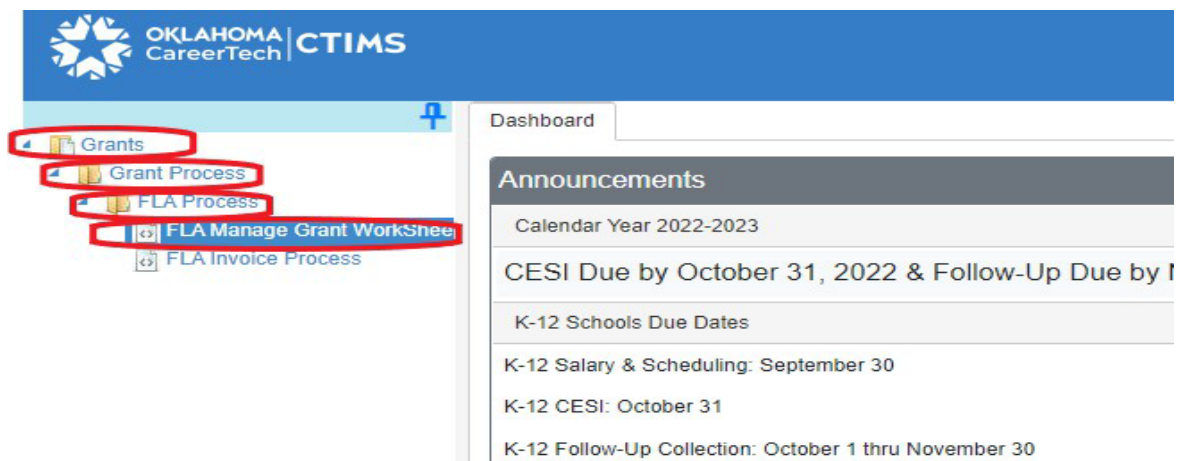 OKLAHOMA
CareerTech
CTIMS
Grants
Grant Process
FLA Process
FLA Manage Grant WorkShee
FLA Invoice Process
Dashboard
Announcements
Calendar Year 2022-2023
CESI Due by October 31, 2022 & Follow-Up Due by
K-12 Schools Due Dates
K-12 Salary & Scheduling: September 30
K-12 CESI: October 31
K-12 Follow-Up Collection: October 1 thru November 30